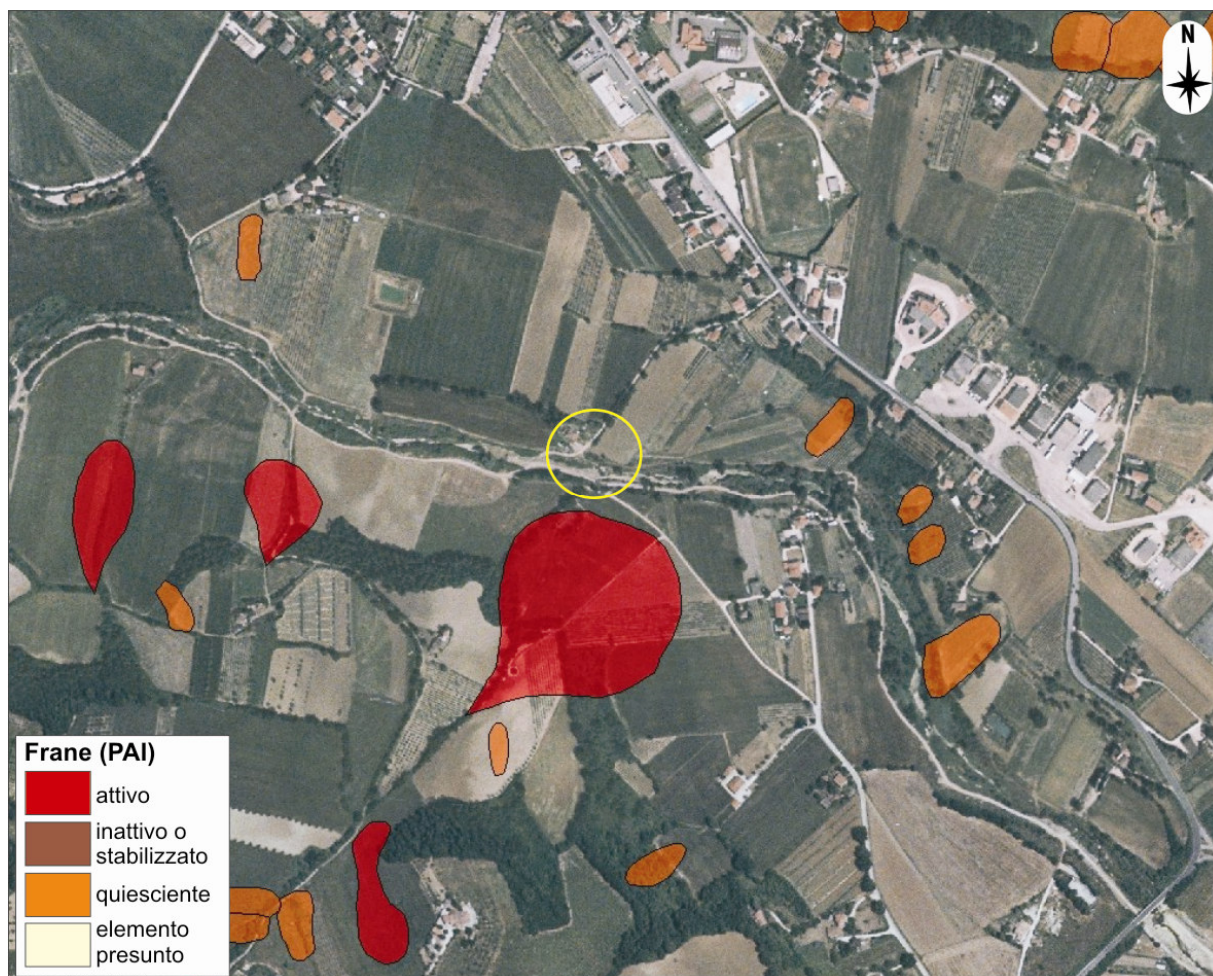 N
Frane (PAI)
attivo
inattivo o
stabilizzato
quiesciente
elemento
presunto